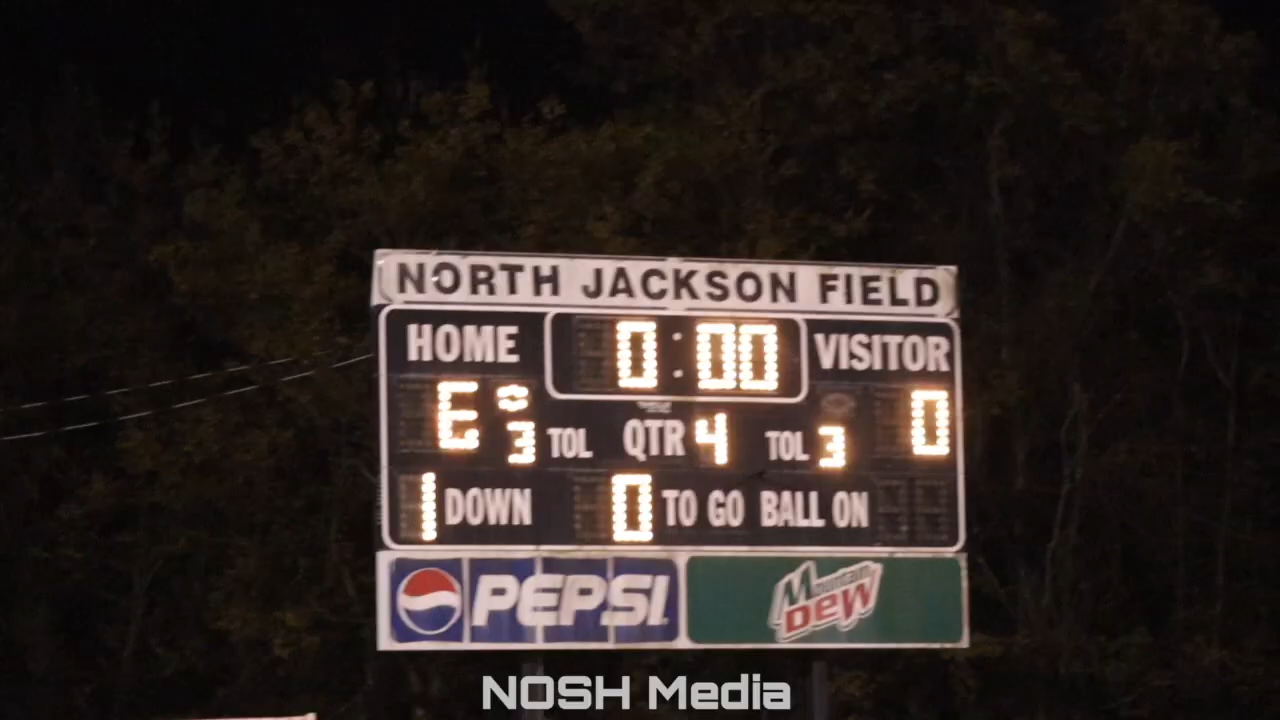 NORTH JACKSON FIELD
HOME 0:00 VISITOR
E 3 TOL QTR 4 TOL 3 0
1 DOWN 0 TO GO BALL ON
PEPSI Mountain Dew
NOSH Media